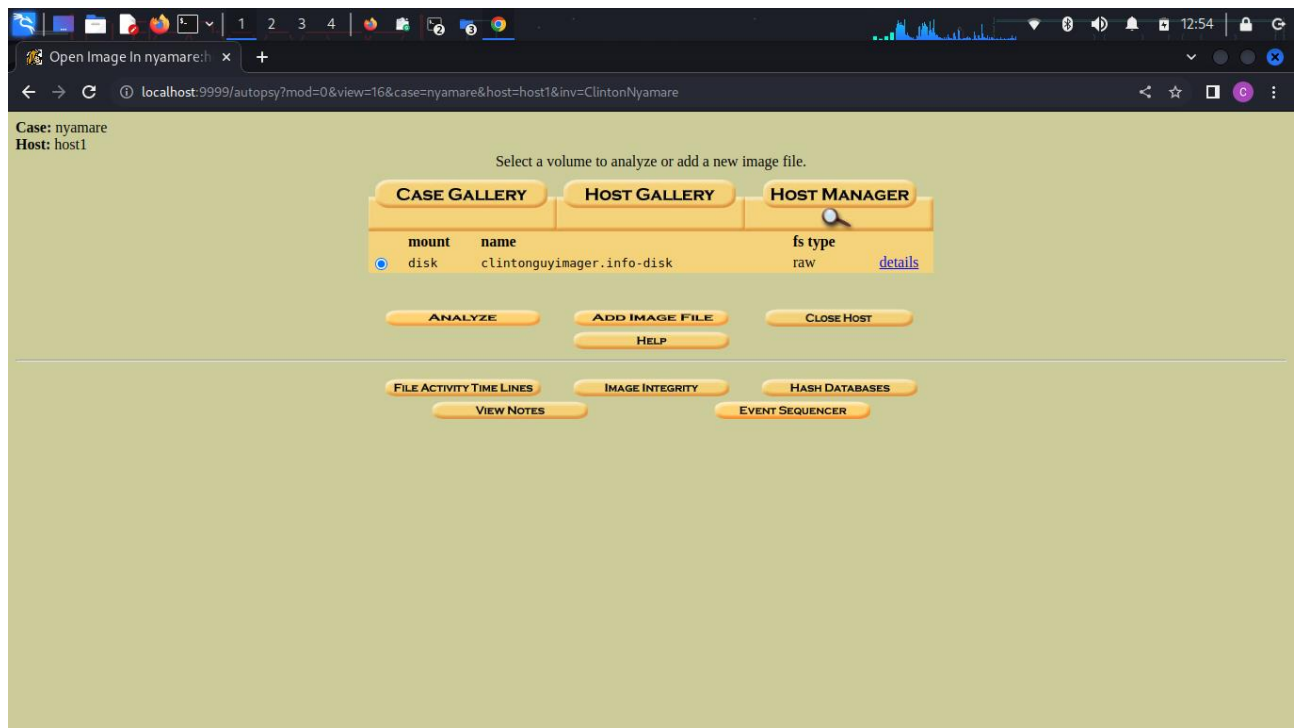 1 2 3 4 12:54
Open Image In nyamare:h
localhost:9999/autopsy?mod=0&view=16&case=nyamare&host=host1&inv=ClintonNyamare
Case: nyamare
Host: host1
Select a volume to analyze or add a new image file.
CASE GALLERY HOST GALLERY HOST MANAGER
mount name fs type
disk clintonguyimager.info-disk raw details
ANALYZE ADD IMAGE FILE CLOSE HOST
HELP
FILE ACTIVITY TIME LINES IMAGE INTEGRITY HASH DATABASES
VIEW NOTES EVENT SEQUENCER